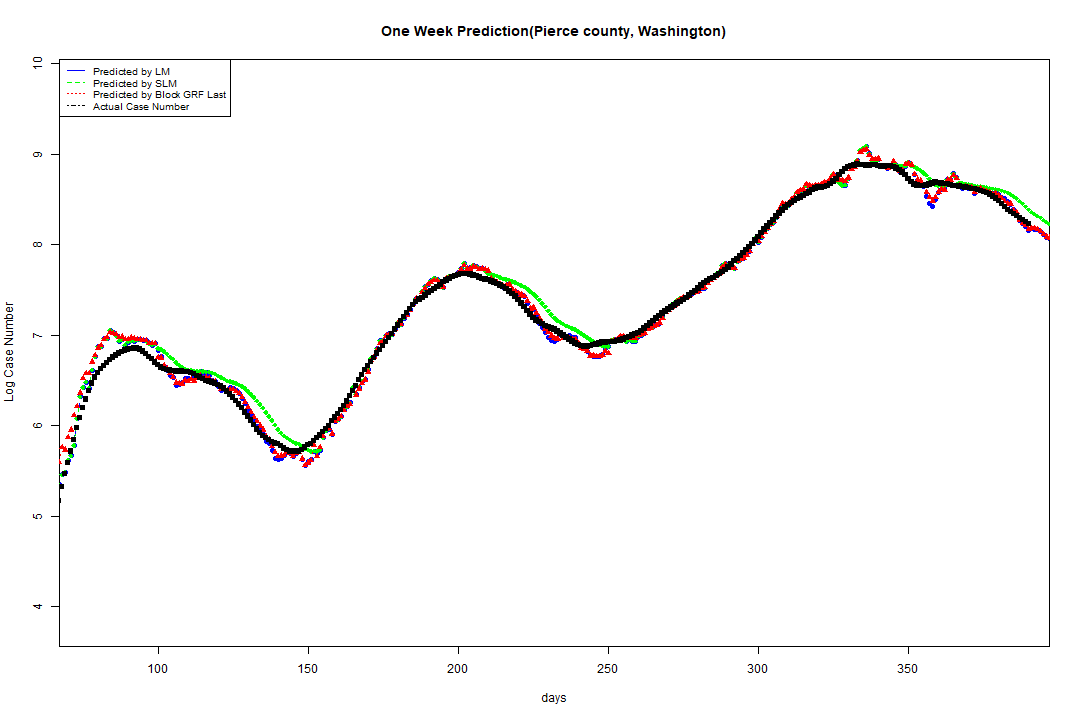 One Week Prediction(Pierce county, Washington)
Predicted by LM
Predicted by SLM
Predicted by Block GRF Last
Actual Case Number
10
9
8
7
6
5
4
Log Case Number
100 150 200 250 300 350
days